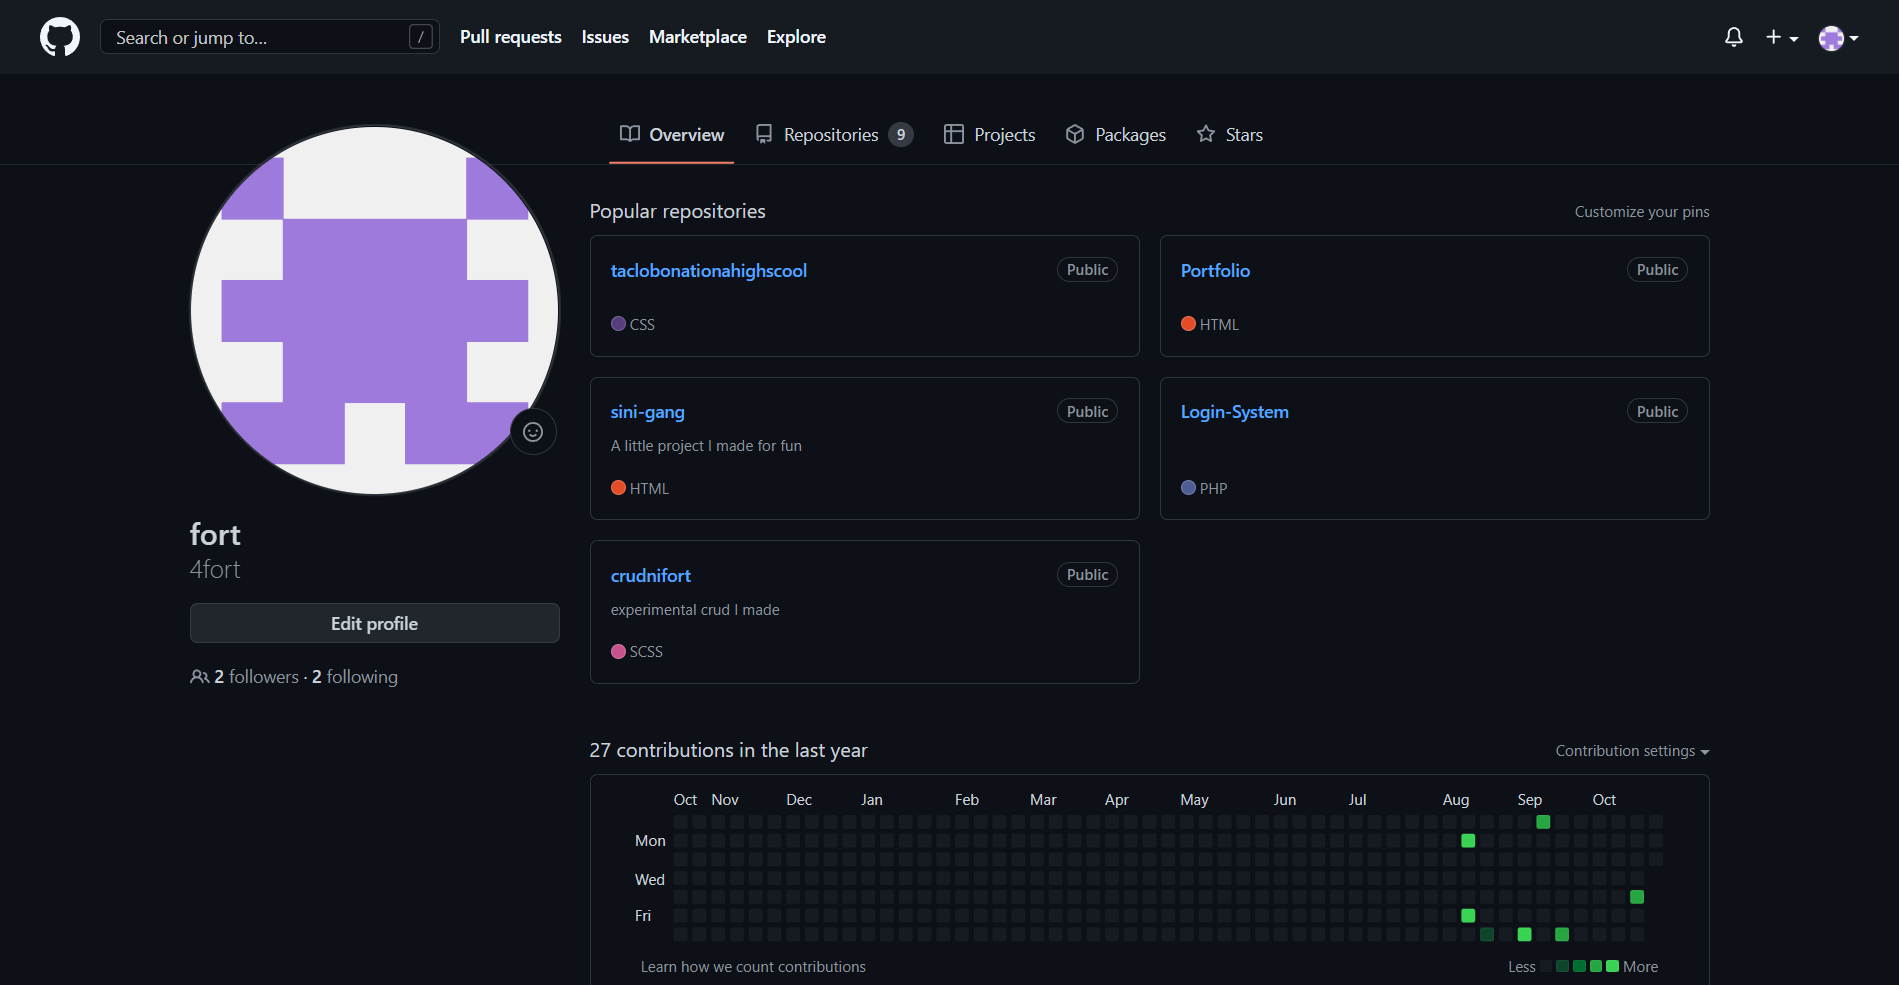 Search or jump to... /
Pull requests Issues Marketplace Explore
Overview Repositories 9 Projects Packages Stars
fort
4fort
Edit profile
2 followers · 2 following
Popular repositories Customize your pins
taclobonationahighscool Public
CSS
Portfolio Public
HTML
sini-gang Public
A little project I made for fun
HTML
Login-System Public
PHP
crudnifort Public
experimental crud I made
SCSS
27 contributions in the last year Contribution settings
Oct Nov Dec Jan Feb Mar Apr May Jun Jul Aug Sep Oct
Mon
Wed
Fri
Learn how we count contributions Less More